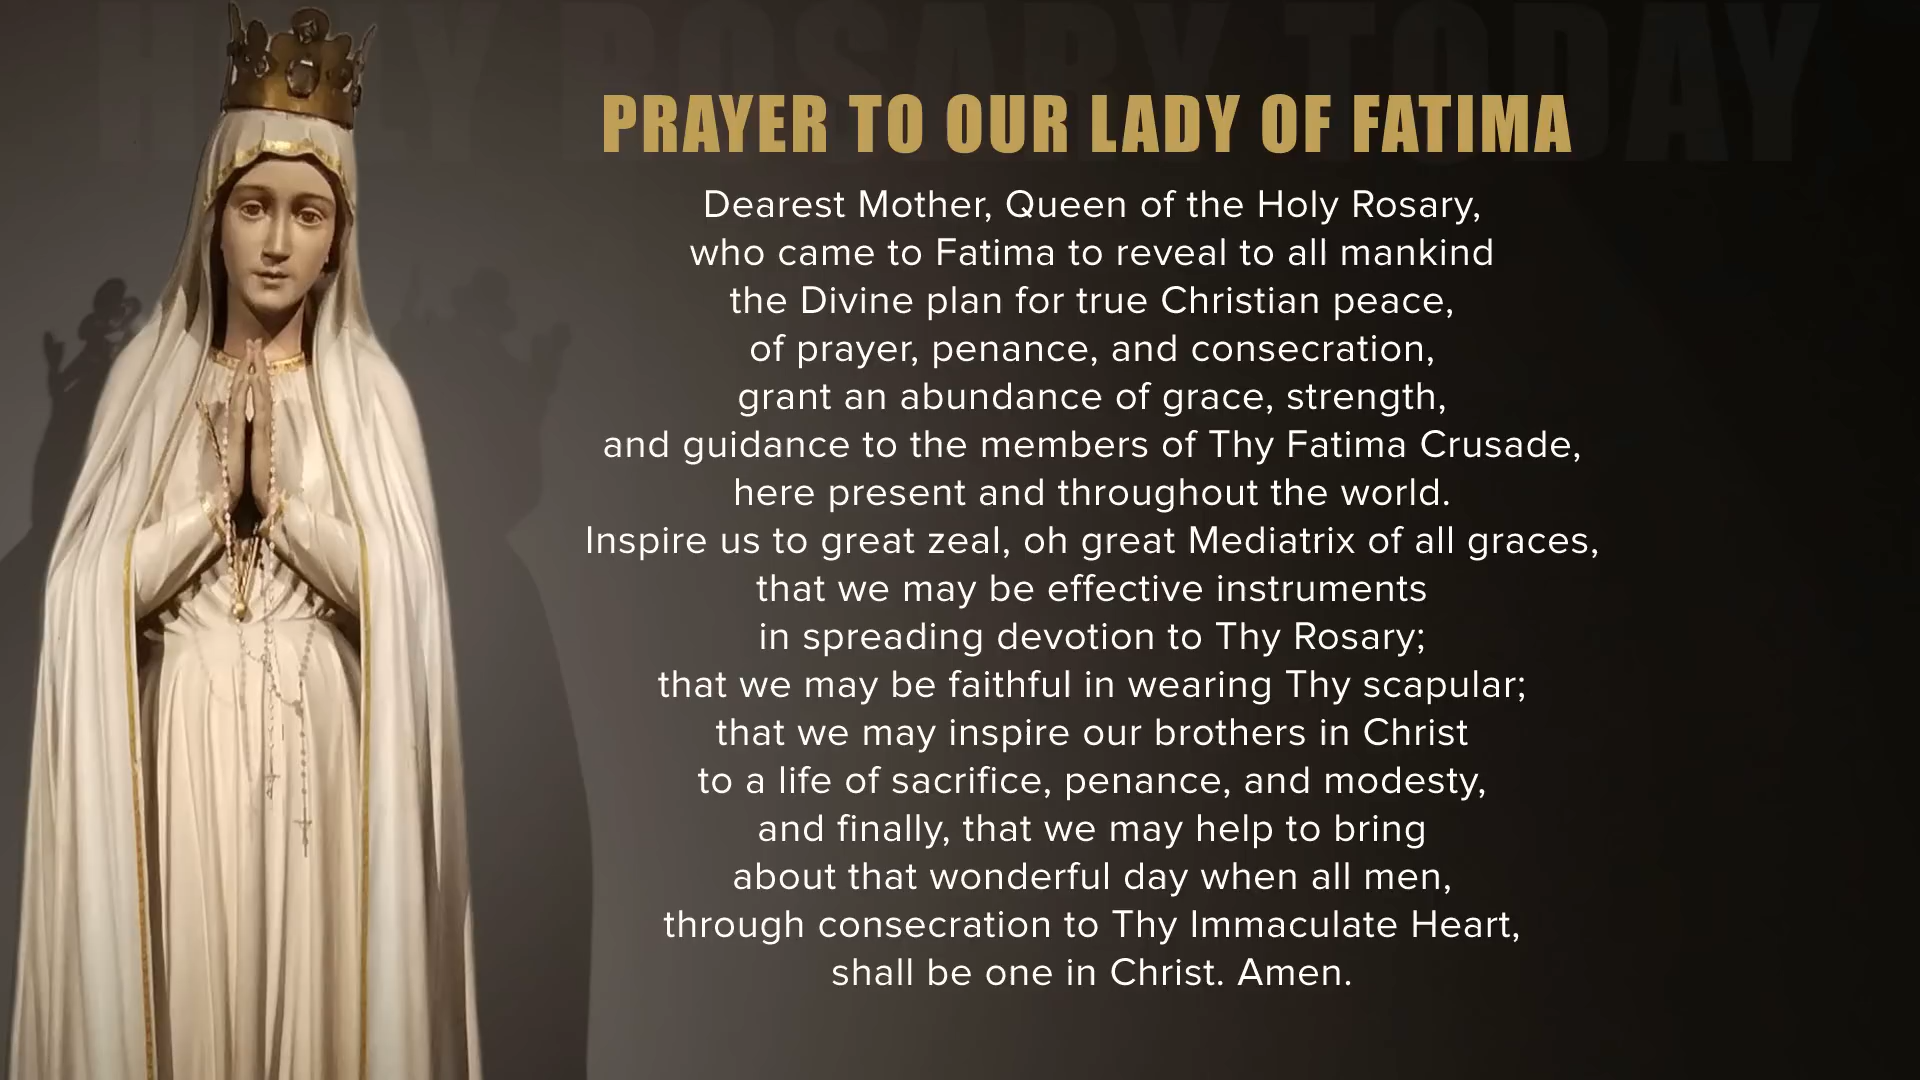 HOLY ROSARY TODAY
PRAYER TO OUR LADY OF FATIMA
Dearest Mother, Queen of the Holy Rosary,
who came to Fatima to reveal to all mankind
the Divine plan for true Christian peace,
of prayer, penance, and consecration,
grant an abundance of grace, strength,
and guidance to the members of Thy Fatima Crusade,
here present and throughout the world.
Inspire us to great zeal, oh great Mediatrix of all graces,
that we may be effective instruments
in spreading devotion to Thy Rosary;
that we may be faithful in wearing Thy scapular;
that we may inspire our brothers in Christ
to a life of sacrifice, penance, and modesty,
and finally, that we may help to bring
about that wonderful day when all men,
through consecration to Thy Immaculate Heart,
shall be one in Christ. Amen.